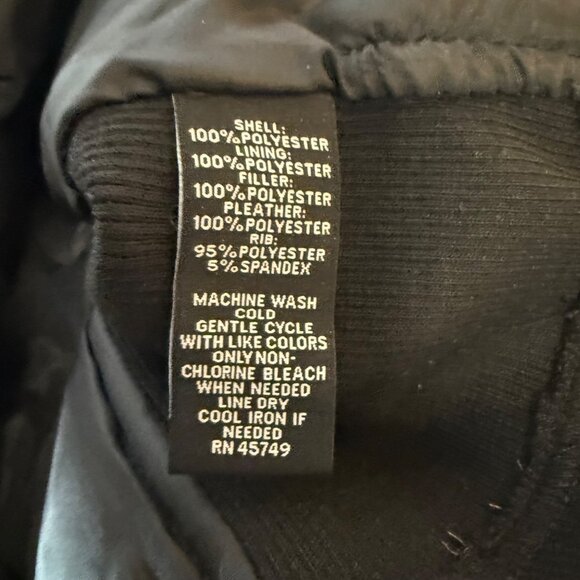 SHELL:
100%POLYESTER
LINING:
100%POLYESTER
FILLER:
100%POLYESTER
PLEATHER:
100%POLYESTER
RIB:
95%POLYESTER
5%SPANDEX
MACHINE WASH
COLD
GENTLE CYCLE
WITH LIKE COLORS
ONLY NON-
CHLORINE BLEACH
WHEN NEEDED
LINE DRY
COOL IRON IF
NEEDED
RN 45749